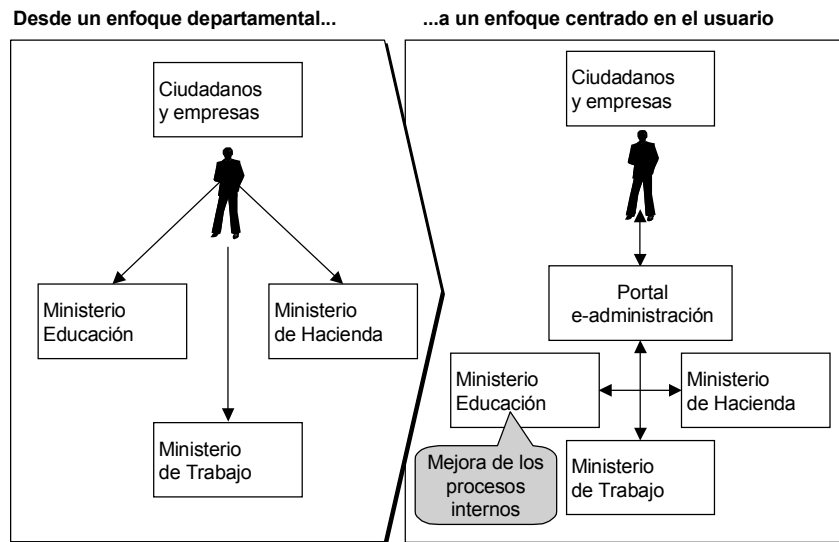 Desde un enfoque departamental...
...a un enfoque centrado en el usuario
Ciudadanos
y empresas
Ministerio
Educación
Ministerio
de Hacienda
Ministerio
de Trabajo
Ciudadanos
y empresas
Portal
e-administración
Ministerio
Educación
Ministerio
de Hacienda
Mejora de los
procesos
internos
Ministerio
de Trabajo